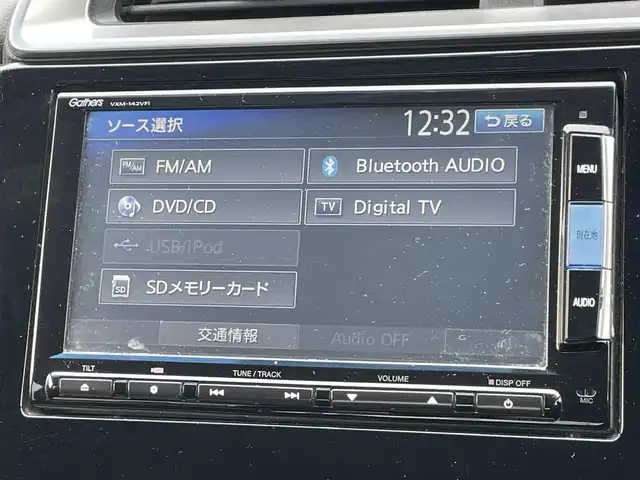 Gathers VXM-142VFi
ソース選択 12:32 戻る
FM/AM FM/AM Bluetooth AUDIO
DVD/CD TV Digital TV
USB/iPod
SD SDメモリーカード
交通情報 Audio OFF
MENU
現在地
AUDIO
TILT TUNE / TRACK VOLUME DISP OFF
MIC